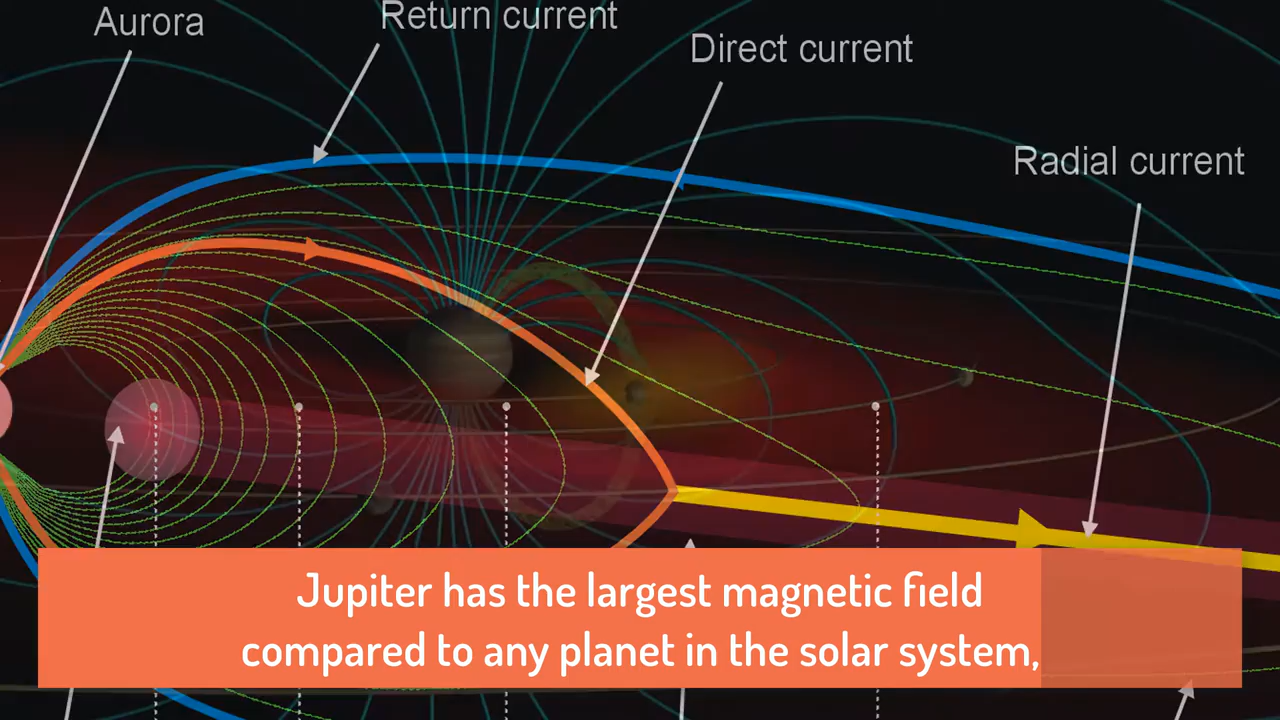 Aurora
Return current
Direct current
Radial current
Jupiter has the largest magnetic field
compared to any planet in the solar system,